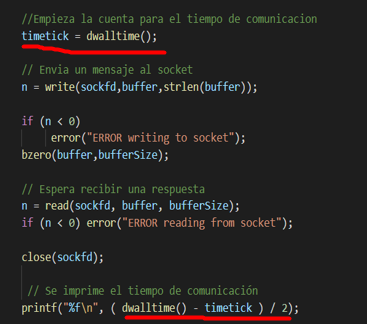 //Empieza la cuenta para el tiempo de comunicacion
timetick = dwalltime();
// Envia un mensaje al socket
n = write(sockfd,buffer,strlen(buffer));
if (n < 0)
error("ERROR writing to socket");
bzero(buffer,bufferSize);
// Espera recibir una respuesta
n = read(sockfd, buffer, bufferSize);
if (n < 0) error("ERROR reading from socket");
close(sockfd);
// Se imprime el tiempo de comunicación
printf("%f\n", ( dwalltime() - timetick ) / 2);